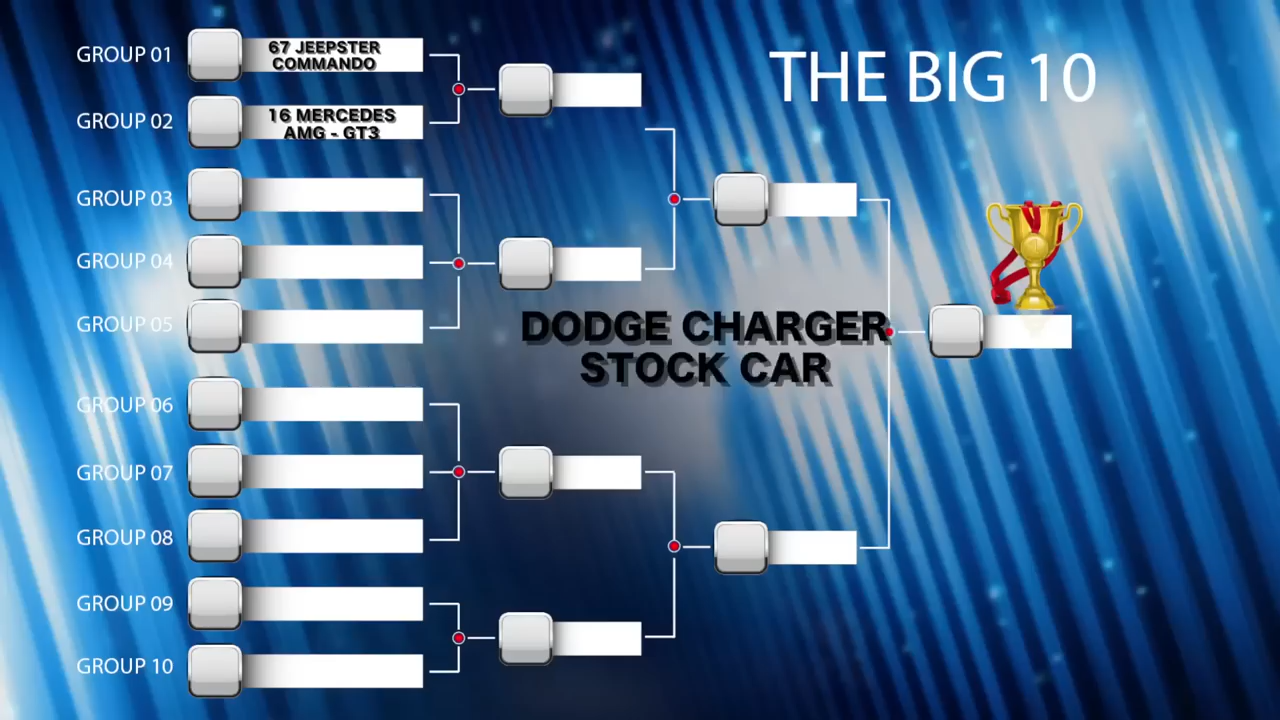 THE BIG 10
GROUP 01
67 JEEPSTER
COMMANDO
GROUP 02
16 MERCEDES
AMG - GT3
GROUP 03
GROUP 04
GROUP 05
DODGE CHARGER
STOCK CAR
GROUP 06
GROUP 07
GROUP 08
GROUP 09
GROUP 10